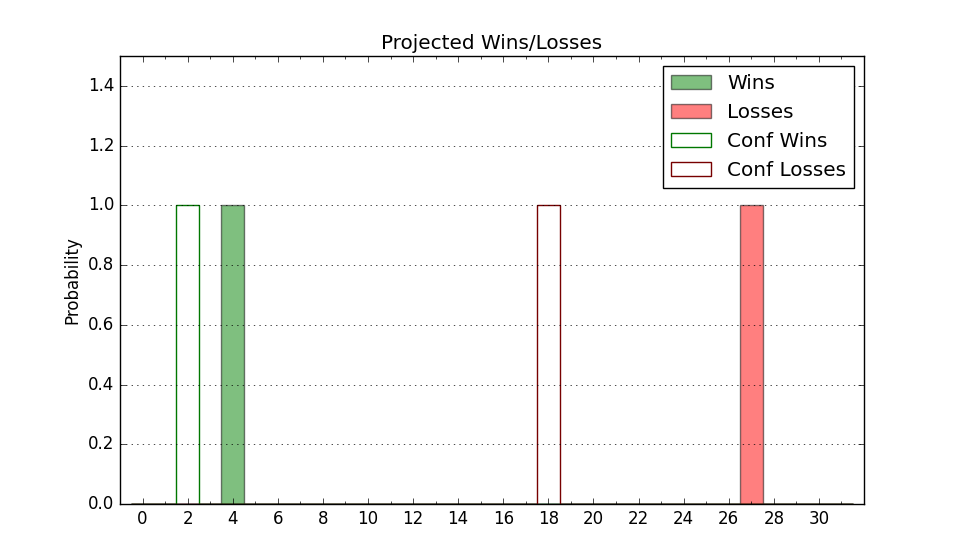 Projected Wins/Losses
Wins
Losses
Conf Wins
Conf Losses
Probability
1.4
1.2
1.0
0.8
0.6
0.4
0.2
0.0
0 2 4 6 8 10 12 14 16 18 20 22 24 26 28 30